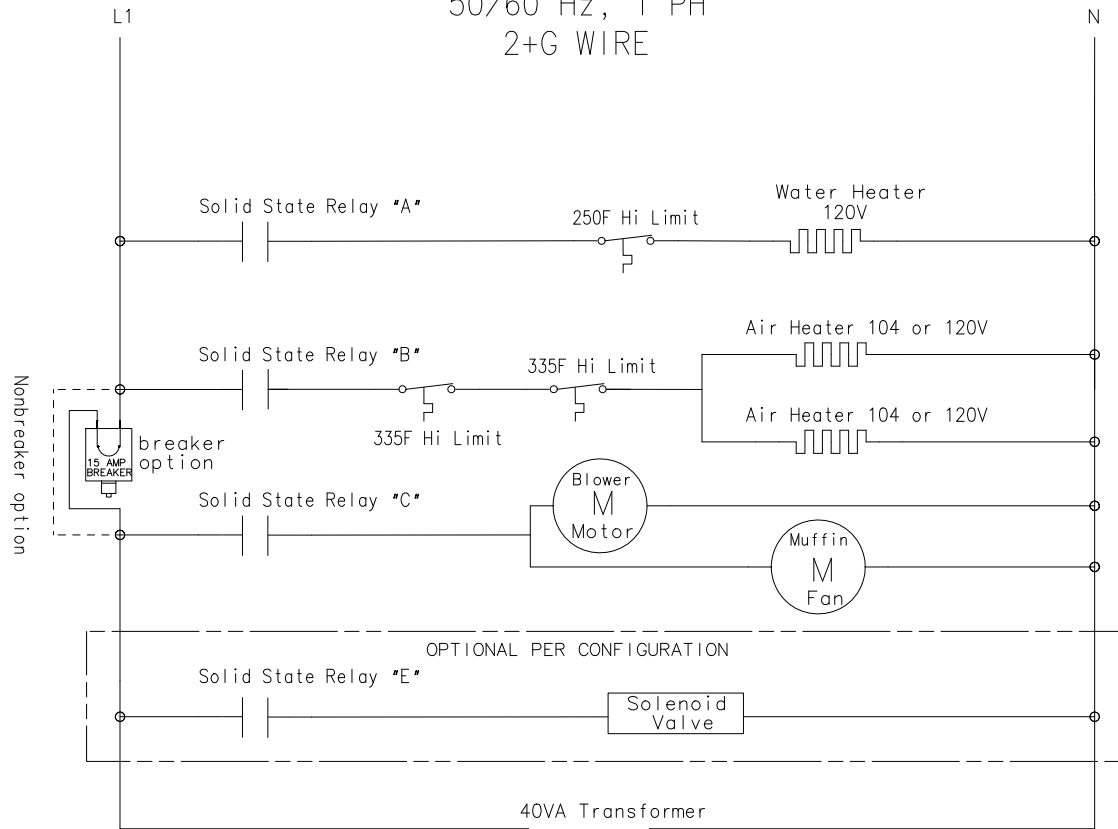 50/60 Hz, 1 PH
2+G WIRE
L1
N
Solid State Relay "A"
250F Hi Limit
Water Heater
120V
Solid State Relay "B"
335F Hi Limit
335F Hi Limit
Air Heater 104 or 120V
Air Heater 104 or 120V
Nonbreaker option
15 AMP
BREAKER
breaker
option
Solid State Relay "C"
Blower
M
Motor
Muffin
M
Fan
OPTIONAL PER CONFIGURATION
Solid State Relay "E"
Solenoid
Valve
40VA Transformer